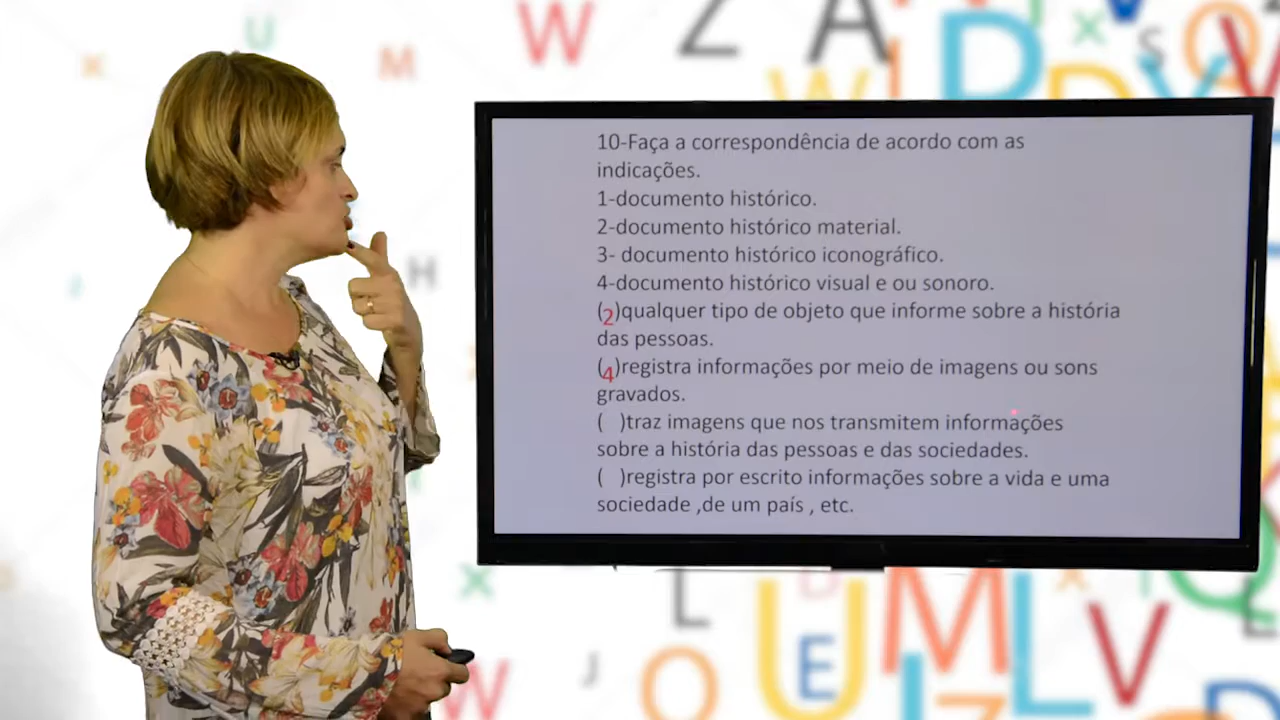 10-Faça a correspondência de acordo com as
indicações.
1-documento histórico.
2-documento histórico material.
3- documento histórico iconográfico.
4-documento histórico visual e ou sonoro.
(2)qualquer tipo de objeto que informe sobre a história
das pessoas.
(4)registra informações por meio de imagens ou sons
gravados.
(   )traz imagens que nos transmitem informações
sobre a história das pessoas e das sociedades.
(   )registra por escrito informações sobre a vida e uma
sociedade ,de um país , etc.